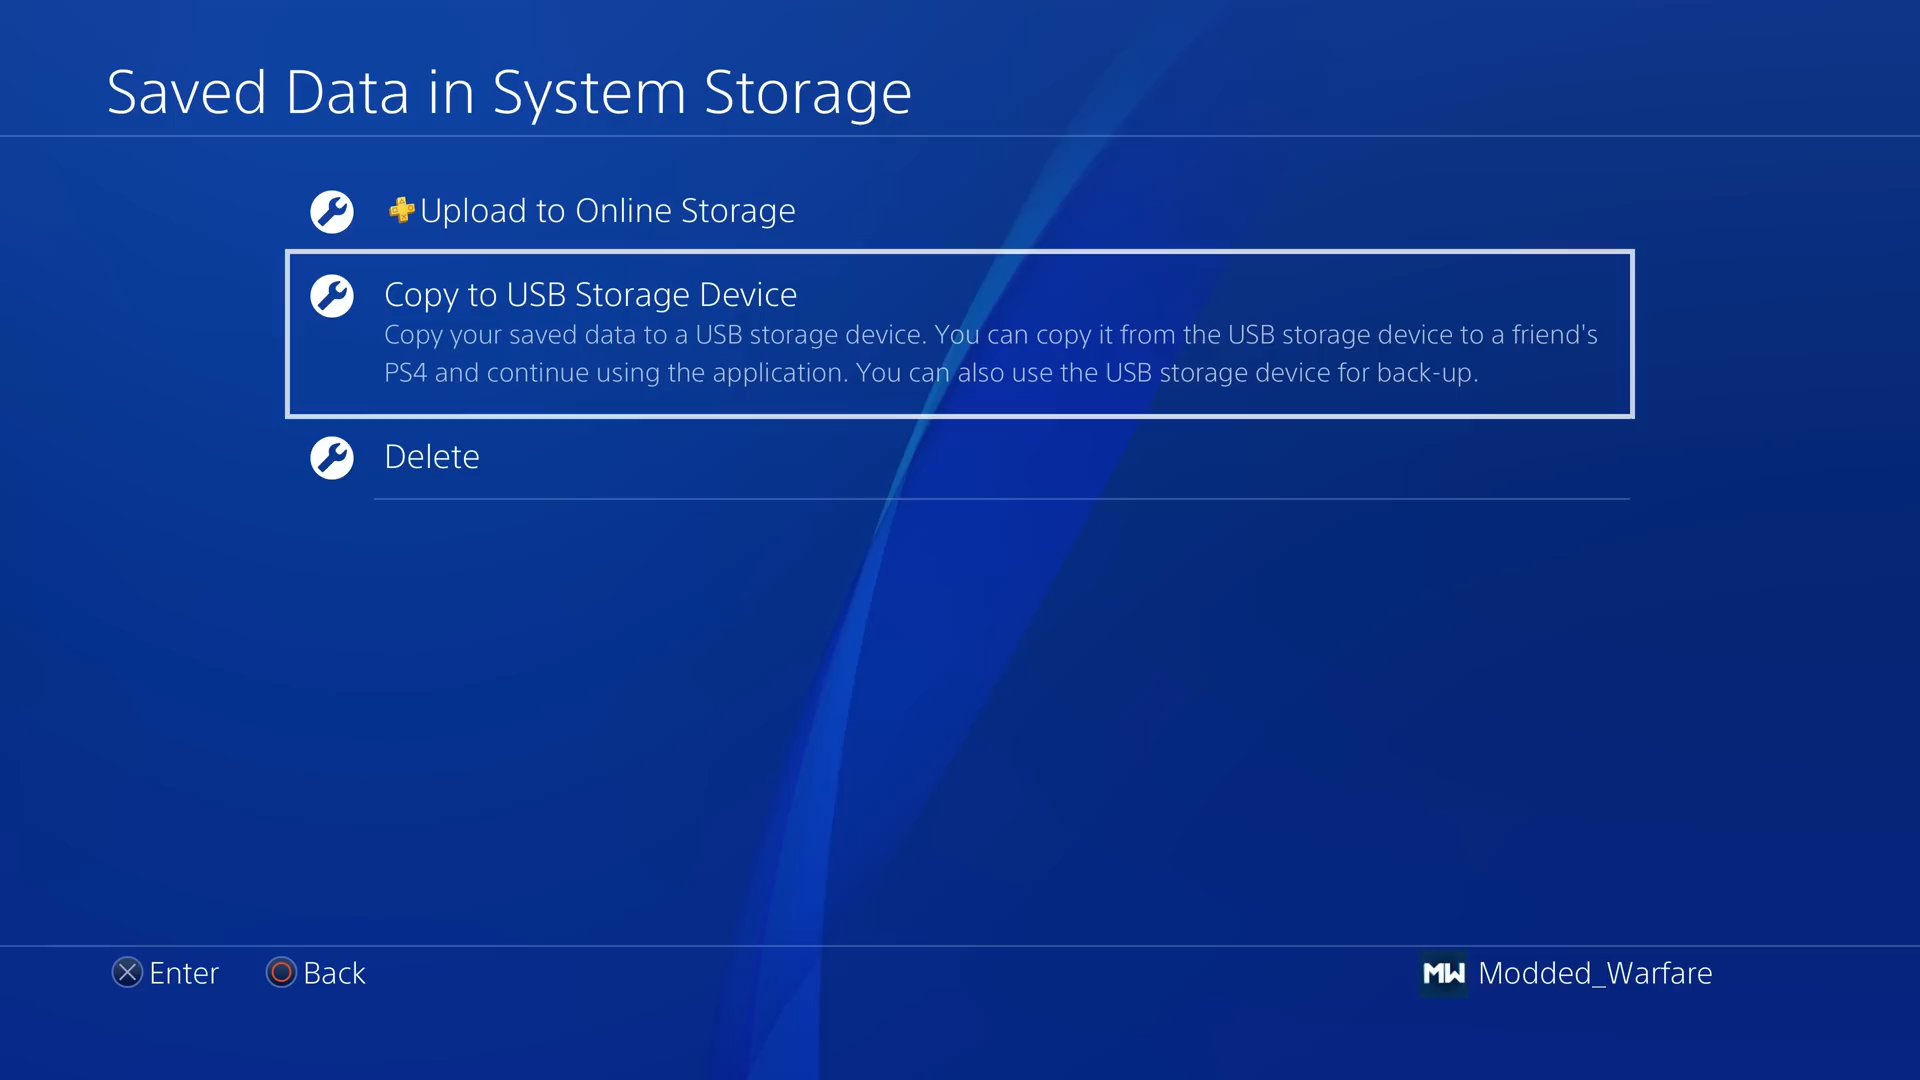 Saved Data in System Storage
Upload to Online Storage
Copy to USB Storage Device
Copy your saved data to a USB storage device. You can copy it from the USB storage device to a friend's
PS4 and continue using the application. You can also use the USB storage device for back-up.
Delete
Enter
Back
MW Modded_Warfare